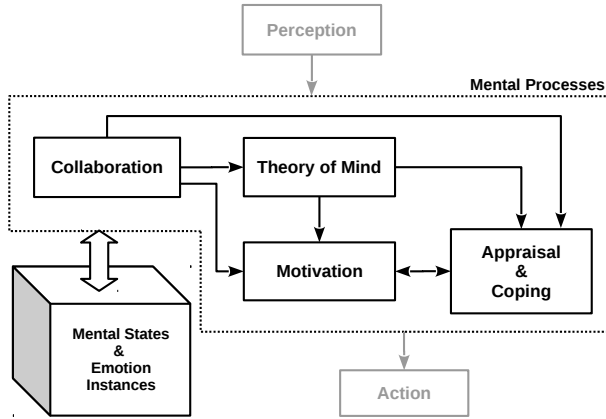 Perception
Mental Processes
Collaboration
Theory of Mind
Motivation
Appraisal
&
Coping
Mental States
&
Emotion
Instances
Action